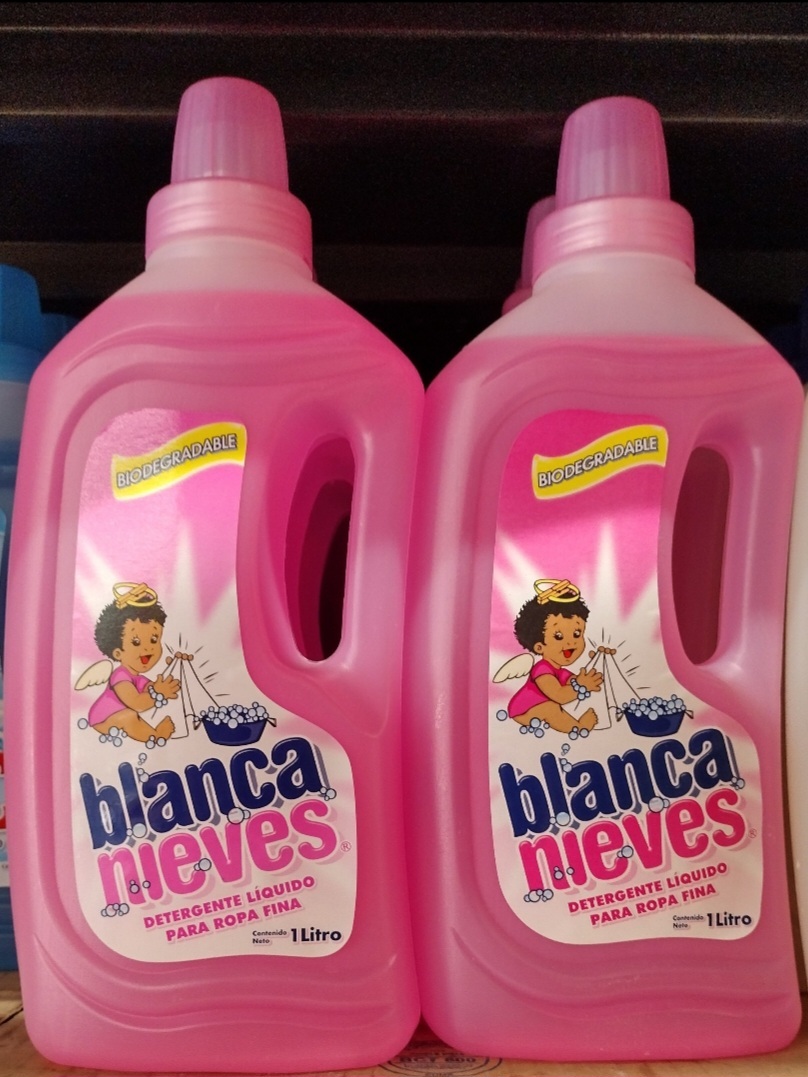 BIODEGRADABLE
blanca
nieves®
DETERGENTE LÍQUIDO
PARA ROPA FINA
Contenido
Neto 1 Litro
BIODEGRADABLE
blanca
nieves®
DETERGENTE LÍQUIDO
PARA ROPA FINA
Contenido
Neto 1 Litro